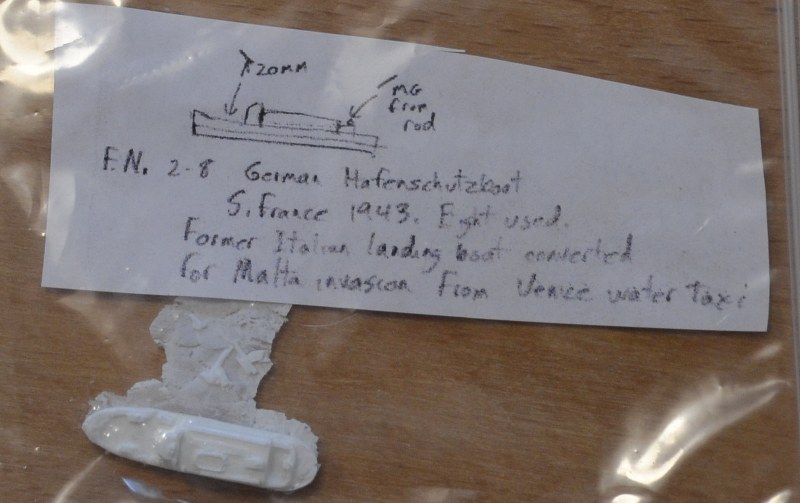 20MM
MG
from
rod
F.N. 2-8 German Hafenschutzboot
S. France 1943. Eight used.
Former Italian landing boat converted
for Malta invasion from Venice water taxi